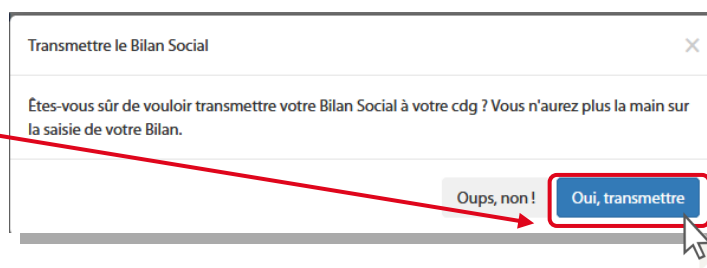 Transmettre le Bilan Social
Êtes-vous sûr de vouloir transmettre votre Bilan Social à votre cdg ? Vous n'aurez plus la main sur
la saisie de votre Bilan.
Oups, non ! Oui, transmettre